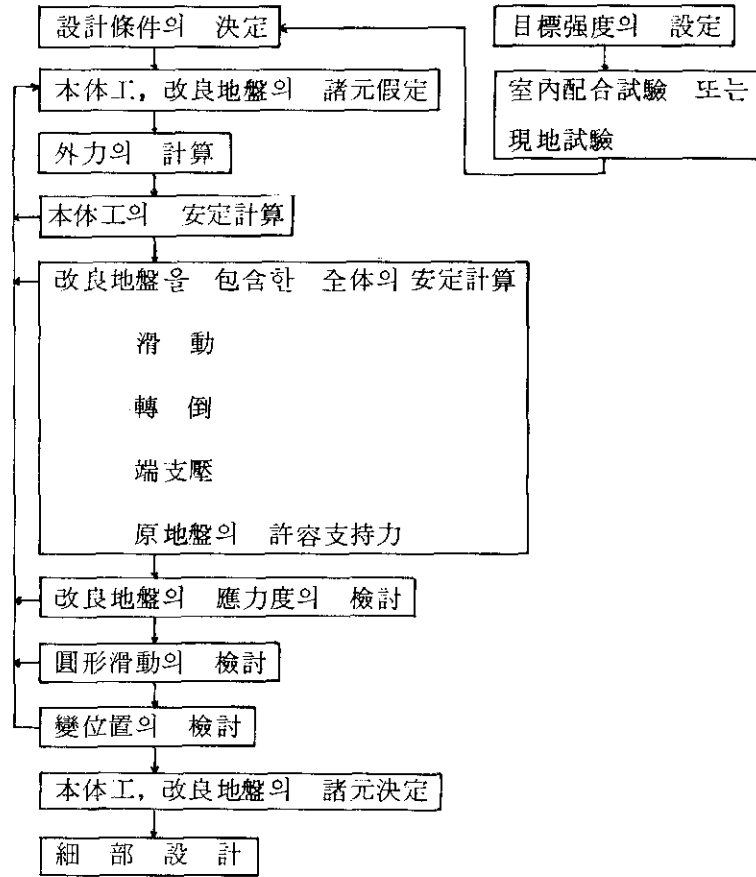 設計條件의 決定
目標强度의 設定
本体工, 改良地盤의 諸元假定
室內配合試驗 또는
現地試驗
外力의 計算
本体工의 安定計算
改良地盤을 包含한 全体의 安定計算
滑 動
轉 倒
端支壓
原地盤의 許容支持力
改良地盤의 應力度의 檢討
圓形滑動의 檢討
變位置의 檢討
本体工, 改良地盤의 諸元決定
細 部 設 計